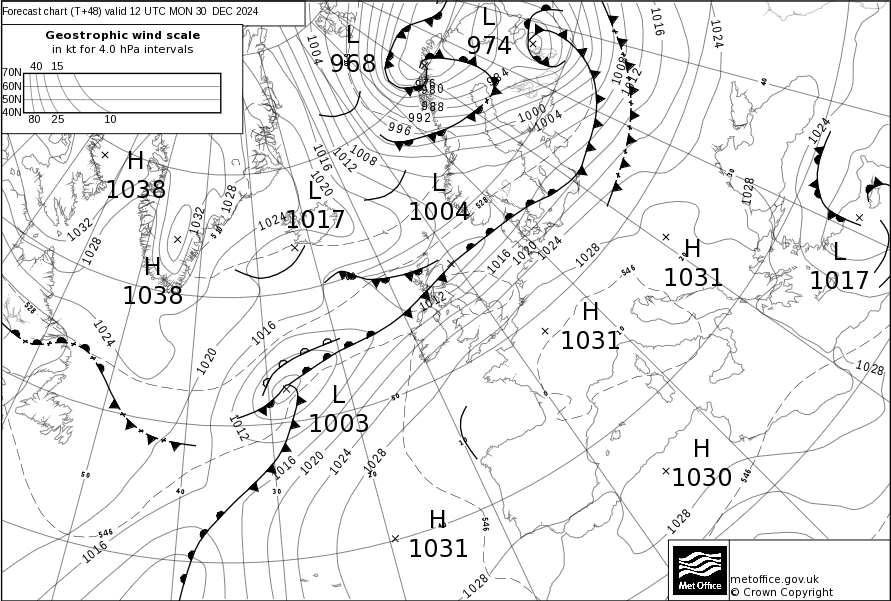 Forecast chart (T+48) valid 12 UTC MON 30 DEC 2024
Geostrophic wind scale
in kt for 4.0 hPa intervals
40 15
70N
60N
50N
40N
80 25 10
L
968
L
974
1004
976
980
984
988
992
996
1000
1004
1008
1012
1016
1024
1024
H
1038
1032
1028
1032
1028
1016
1012
1008
1020
L
1017
1024
L
1004
528
1028
H
1038
1016
1020
1024
1028
546
H
1031
L
1017
528
1024
1016
1020
1012
H
1031
10
1028
L
1003
1012
50
0
10
1016
1020
1024
1028
H
1030
546
50
40
30
20
546
1016
H
1031
546
1028
1028
metoffice.gov.uk
© Crown Copyright
Met Office